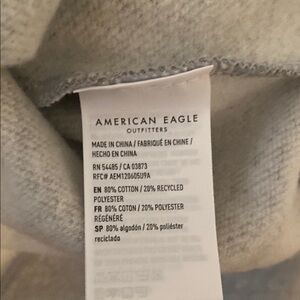 AMERICAN EAGLE
OUTFITTERS
MADE IN CHINA / FABRIQUÉ EN CHINE /
HECHO EN CHINA
RN 54485 / CA 03873
RFC# AEM120605U9A
EN 80% COTTON / 20% RECYCLED
POLYESTER
FR 80% COTON / 20% POLYESTER
RÉGÉNÉRÉ
SP 80% algodón / 20% poliéster
reciclado